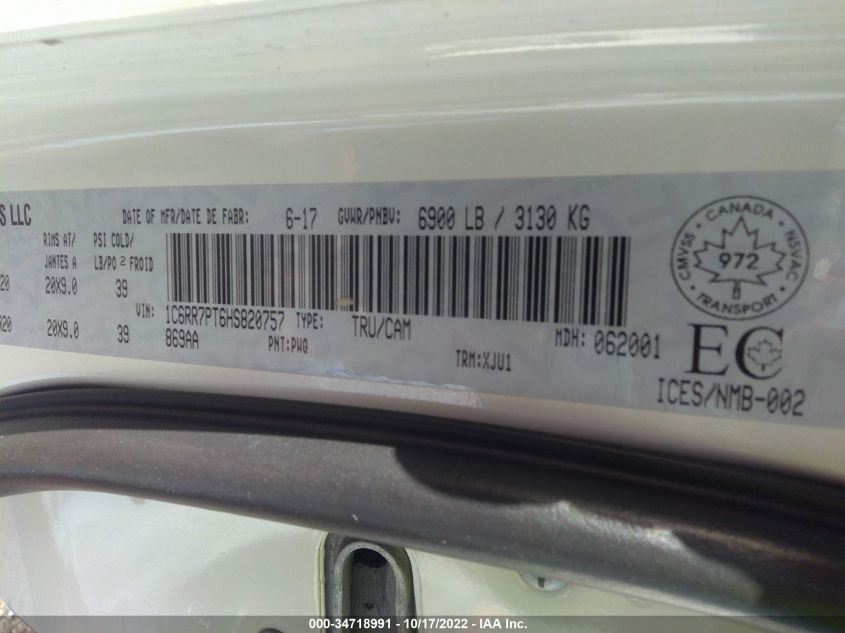 S LLC
DATE OF MFR/DATE DE FABR: 6-17 GVWR/PNBV: 6900 LB / 3130 KG
RIMS AT/ PSI COLD/
JANTES A LB/PO 2 FROID
20 20X9.0 39
VIN: 1C6RR7PT6HS820757 TYPE: TRU/CAM MDH: 062001
R20 20X9.0 39 869AA PNT:PWQ TRM:XJU1
CANADA
CMVSS NSVAC
972
TRANSPORT
EC
ICES/NMB-002
000-34718991 - 10/17/2022 - IAA Inc.